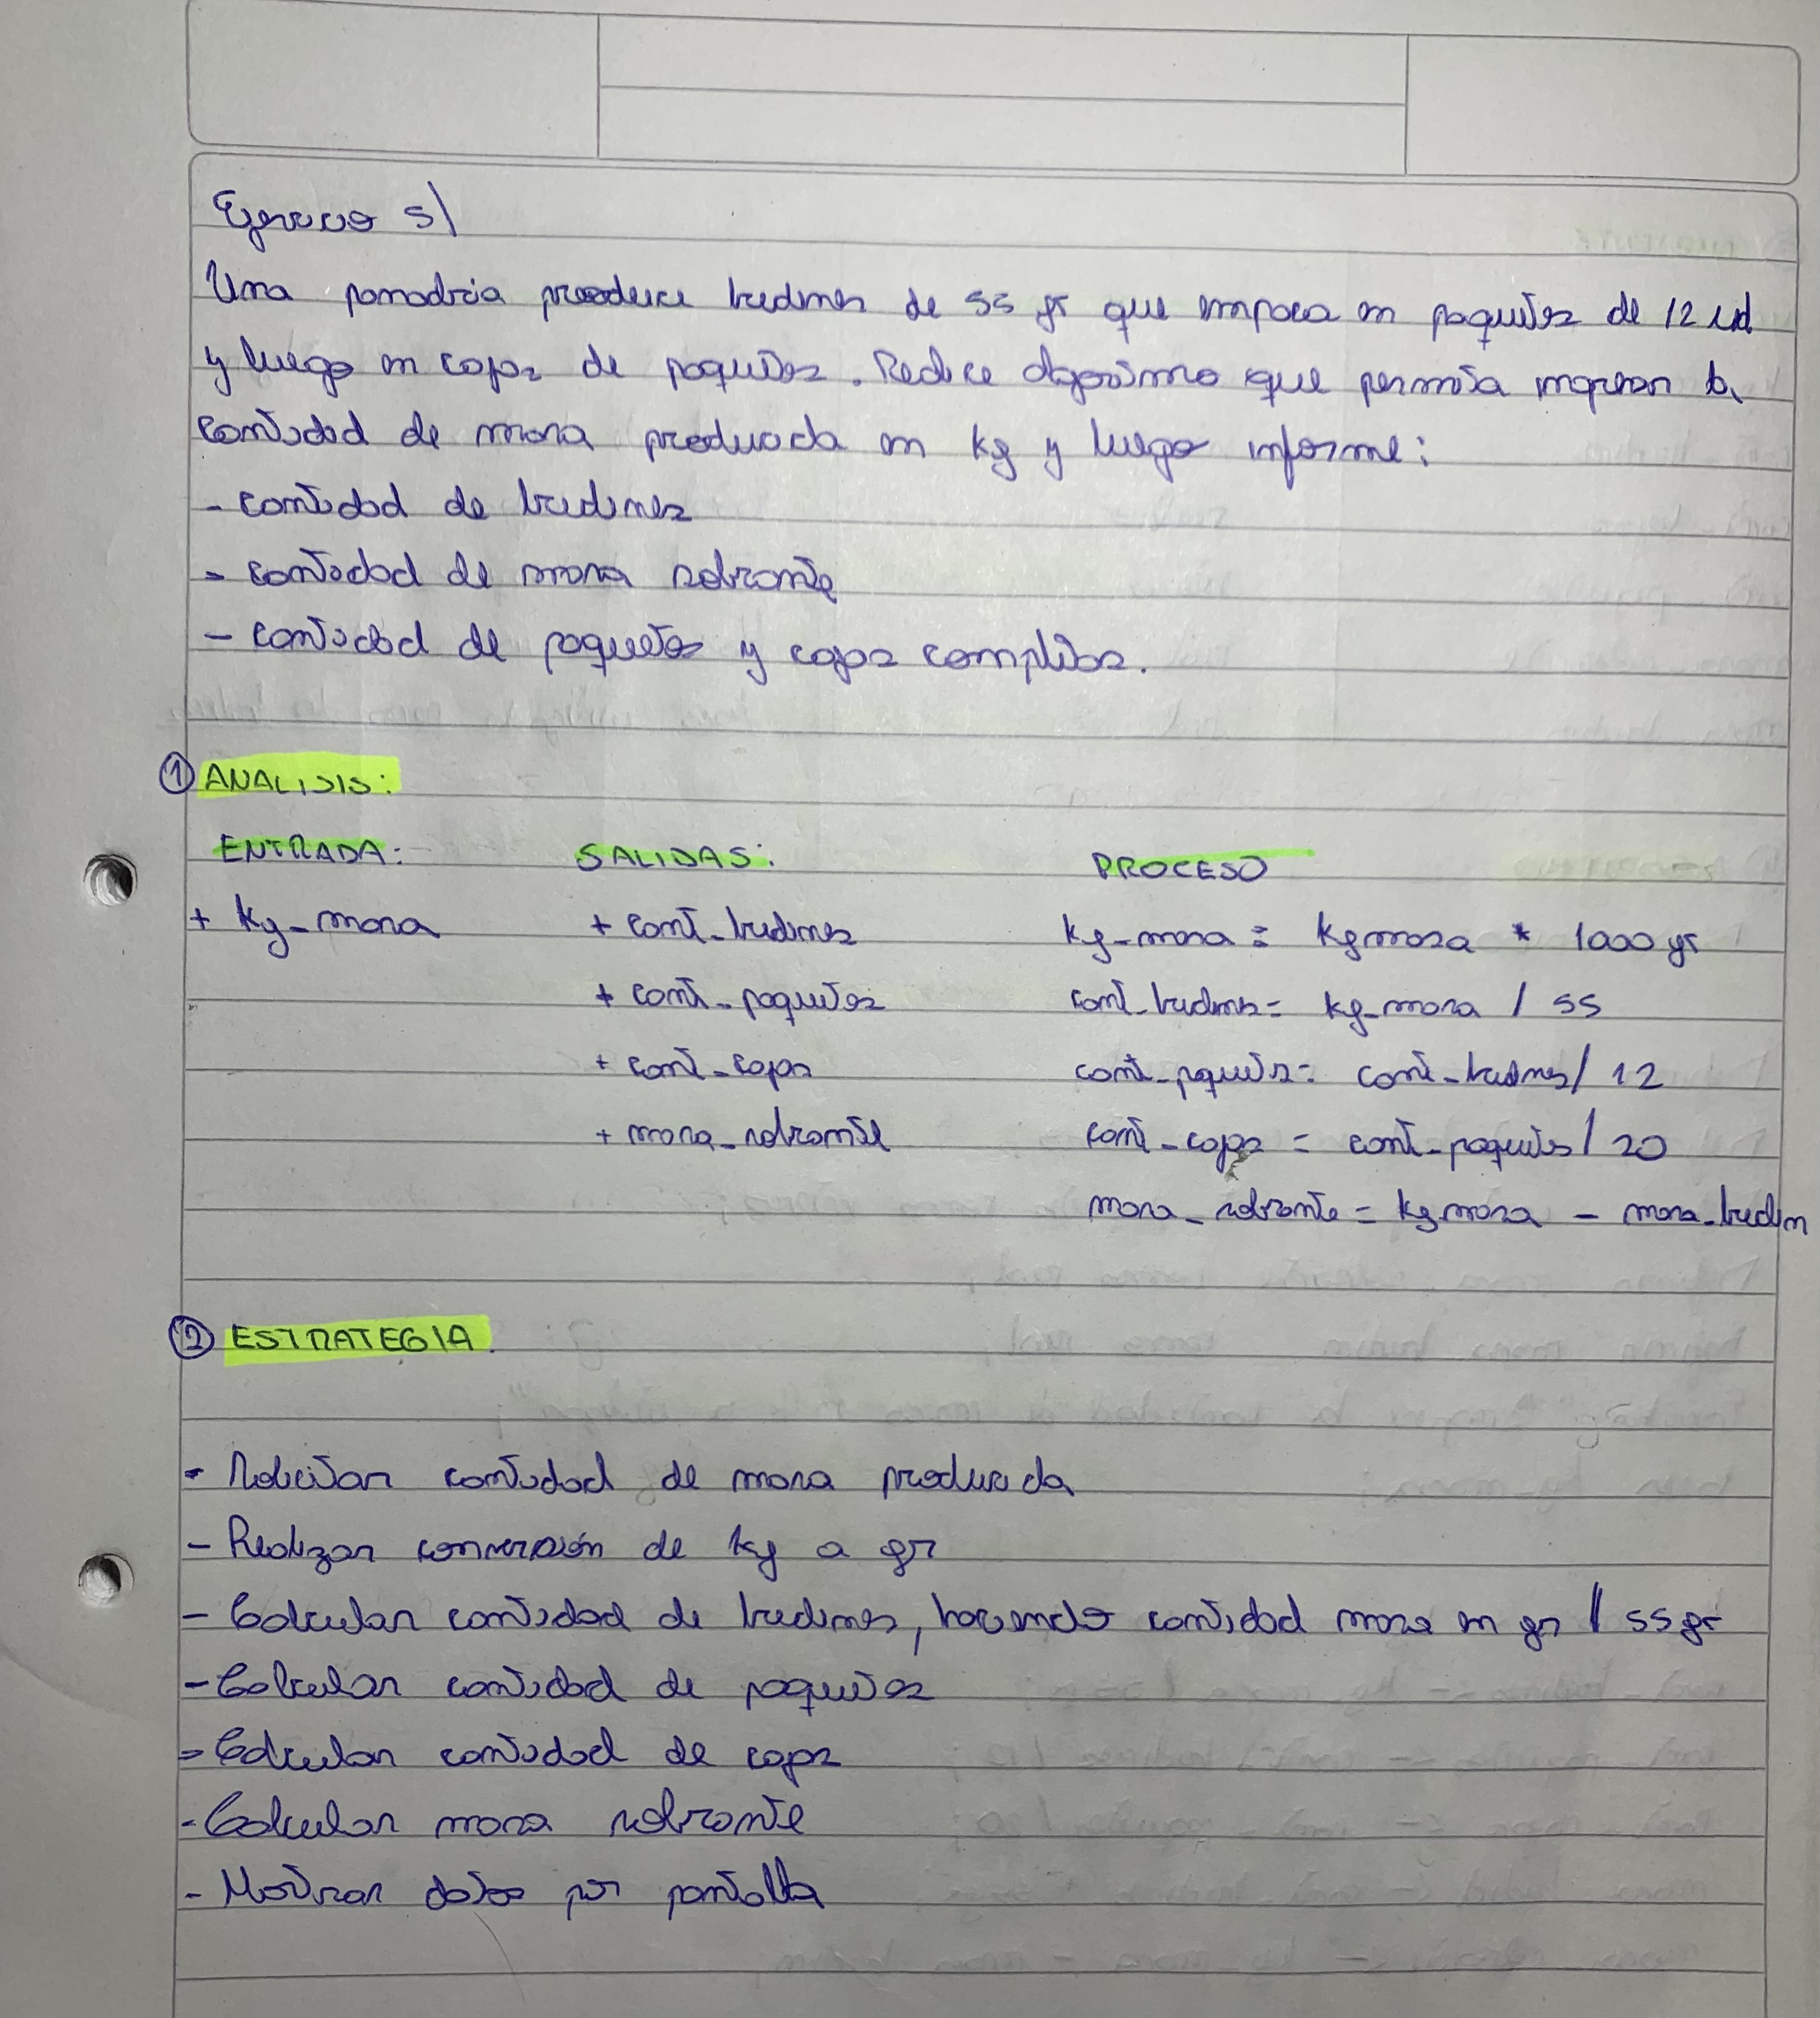 Ejercicio 5\
Una panadería produce budines de 55 gr que empaca en paquetes de 12 ud
y luego en cajas de paquetes. Realice algoritmo que permita ingresar la
cantidad de masa producida en kg y luego informe:
- cantidad de budines
- cantidad de masa sobrante
- cantidad de paquetes y cajas completas.
① ANALISIS:
ENTRADA: SALIDAS: PROCESO
+ kg_masa + cant_budines kg_masa = kgmasa * 1000 gr
+ cant_paquetes cant_budines = kg_masa / 55
+ cant_cajas cant_pquetes = cant_budines / 12
+ masa_sobrante cant_cajas = cant_paquetes / 20
masa_sobrante = kgmasa - masa_budin
② ESTRATEGIA.
- Solicitar cantidad de masa producida
- Realizar conversión de kg a gr
- Calcular cantidad de budines, haciendo cantidad masa en gr / 55 gr
- Calcular cantidad de paquetes
- Calcular cantidad de cajas
- Calcular masa sobrante
- Mostrar datos por pantalla